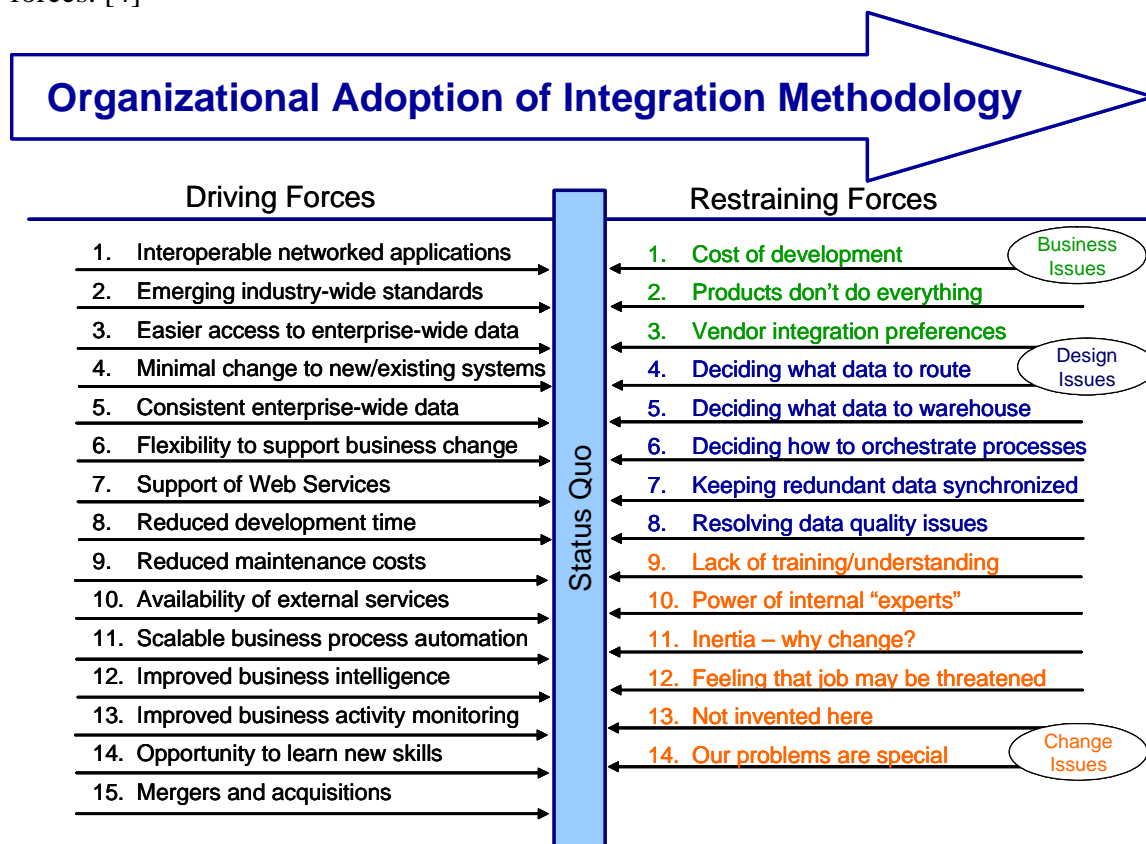 forces. [4]
Organizational Adoption of Integration Methodology
Driving Forces
1. Interoperable networked applications
2. Emerging industry-wide standards
3. Easier access to enterprise-wide data
4. Minimal change to new/existing systems
5. Consistent enterprise-wide data
6. Flexibility to support business change
7. Support of Web Services
8. Reduced development time
9. Reduced maintenance costs
10. Availability of external services
11. Scalable business process automation
12. Improved business intelligence
13. Improved business activity monitoring
14. Opportunity to learn new skills
15. Mergers and acquisitions
Status Quo
Restraining Forces
1. Cost of development
2. Products don’t do everything
3. Vendor integration preferences
4. Deciding what data to route
5. Deciding what data to warehouse
6. Deciding how to orchestrate processes
7. Keeping redundant data synchronized
8. Resolving data quality issues
9. Lack of training/understanding
10. Power of internal “experts”
11. Inertia – why change?
12. Feeling that job may be threatened
13. Not invented here
14. Our problems are special
Business
Issues
Design
Issues
Change
Issues